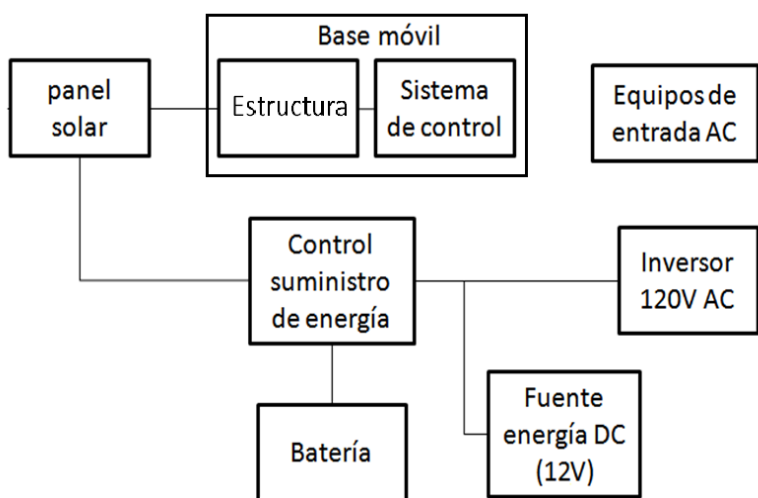 Base móvil
panel
solar
Estructura
Sistema
de control
Equipos de
entrada AC
Control
suministro
de energía
Inversor
120V AC
Batería
Fuente
energía DC
(12V)